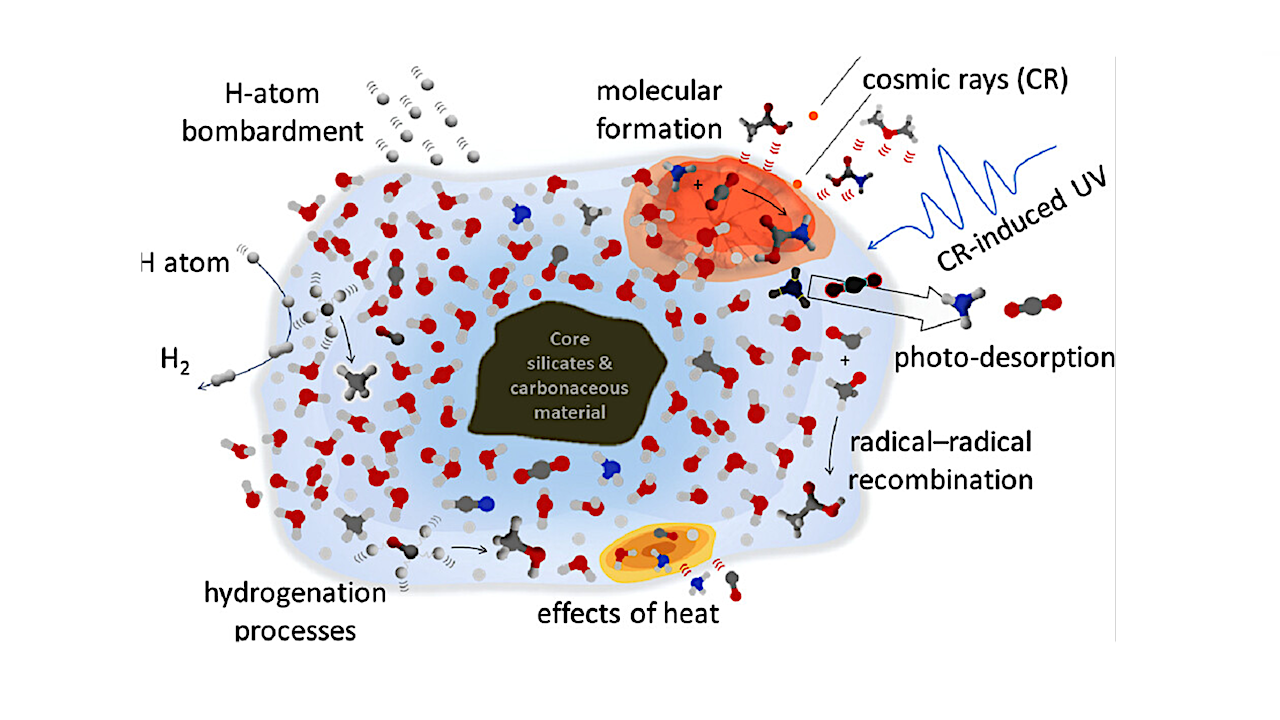 H-atom
bombardment
molecular
formation
cosmic rays (CR)
CR-induced UV
H atom
H₂
Core
silicates &
carbonaceous
material
+
+
photo-desorption
radical–radical
recombination
hydrogenation
processes
effects of heat